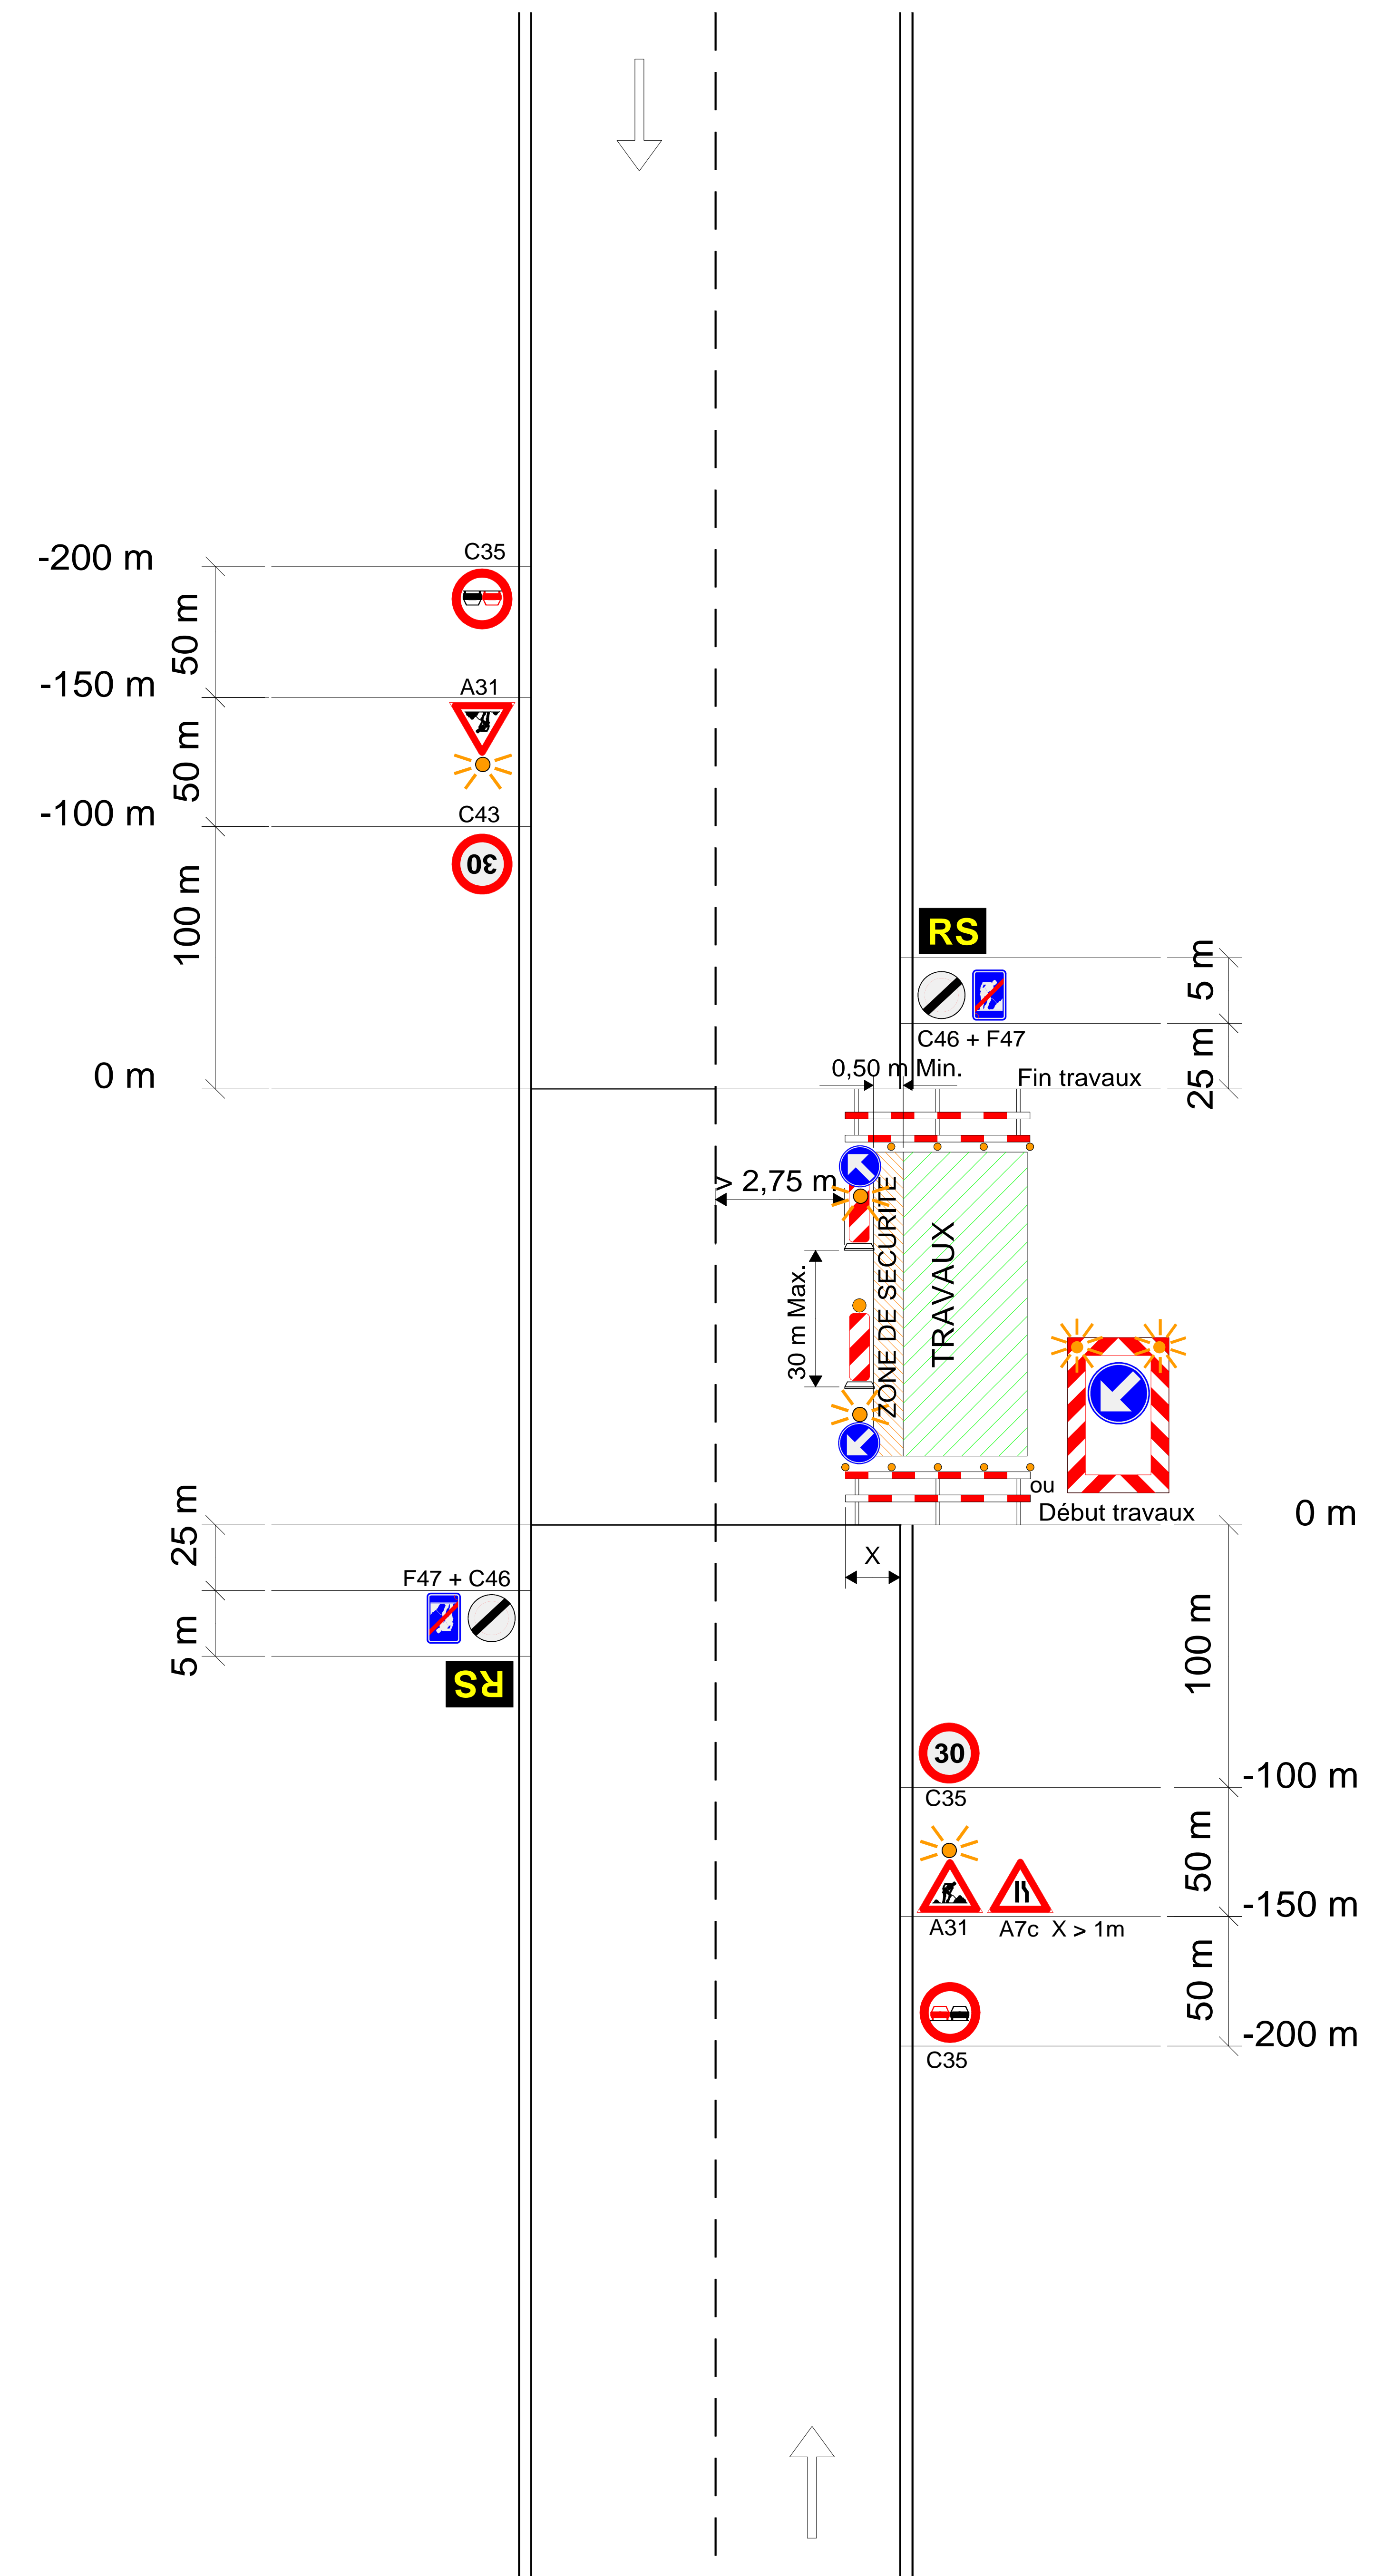 C35
-200 m
50 m
A31
-150 m
50 m
C43
-100 m
30
100 m
RS
5 m
C46 + F47
25 m
0,50 m Min.
0 m
Fin travaux
> 2,75 m
ZONE DE SECURITE
TRAVAUX
30 m Max.
ou
Début travaux
0 m
25 m
X
F47 + C46
5 m
RS
100 m
30
-100 m
C35
50 m
-150 m
A31
A7c X > 1m
50 m
-200 m
C35